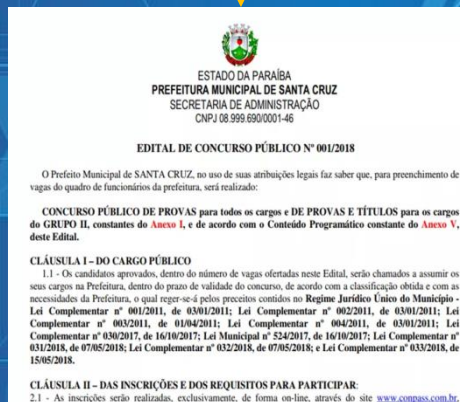 ESTADO DA PARAÍBA
PREFEITURA MUNICIPAL DE SANTA CRUZ
SECRETARIA DE ADMINISTRAÇÃO
CNPJ 08.999.690/0001-46
EDITAL DE CONCURSO PÚBLICO Nº 001/2018
O Prefeito Municipal de SANTA CRUZ, no uso de suas atribuições legais faz saber que, para preenchimento de
vagas do quadro de funcionários da prefeitura, será realizado:
CONCURSO PÚBLICO DE PROVAS para todos os cargos e DE PROVAS E TÍTULOS para os cargos
do GRUPO II, constantes do Anexo I, e de acordo com o Conteúdo Programático constante do Anexo V,
deste Edital.
CLÁUSULA I – DO CARGO PÚBLICO
1.1 - Os candidatos aprovados, dentro do número de vagas ofertadas neste Edital, serão chamados a assumir os
seus cargos na Prefeitura, dentro do prazo de validade do concurso, de acordo com a classificação obtida e com as
necessidades da Prefeitura, o qual reger-se-á pelos preceitos contidos no Regime Jurídico Único do Município -
Lei Complementar nº 001/2011, de 03/01/2011; Lei Complementar nº 002/2011, de 03/01/2011; Lei
Complementar nº 003/2011, de 01/04/2011; Lei Complementar nº 004/2011, de 03/01/2011; Lei
Complementar nº 030/2017, de 16/10/2017; Lei Municipal nº 524/2017, de 16/10/2017; Lei Complementar nº
031/2018, de 07/05/2018; Lei Complementar nº 032/2018, de 07/05/2018; e Lei Complementar nº 033/2018, de
15/05/2018.
CLÁUSULA II – DAS INSCRIÇÕES E DOS REQUISITOS PARA PARTICIPAR:
2.1 - As inscrições serão realizadas, exclusivamente, de forma on-line, através do site www.conpass.com.br,